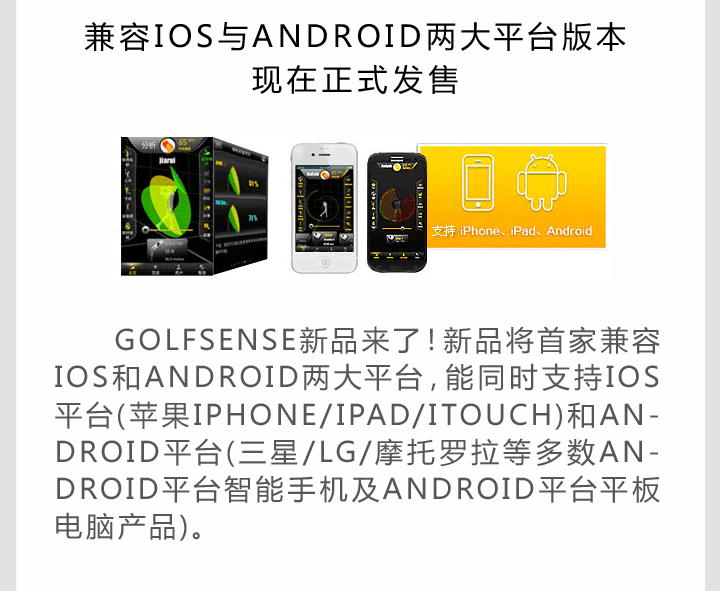 兼容IOS与ANDROID两大平台版本
现在正式发售
分析
65
jiarui
51%
71%
支持 iPhone、iPad、Android
GOLFSENSE新品来了!新品将首家兼容
IOS和ANDROID两大平台,能同时支持IOS
平台(苹果IPHONE/IPAD/ITOUCH)和AN-
DROID平台(三星/LG/摩托罗拉等多数AN-
DROID平台智能手机及ANDROID平台平板
电脑产品)。